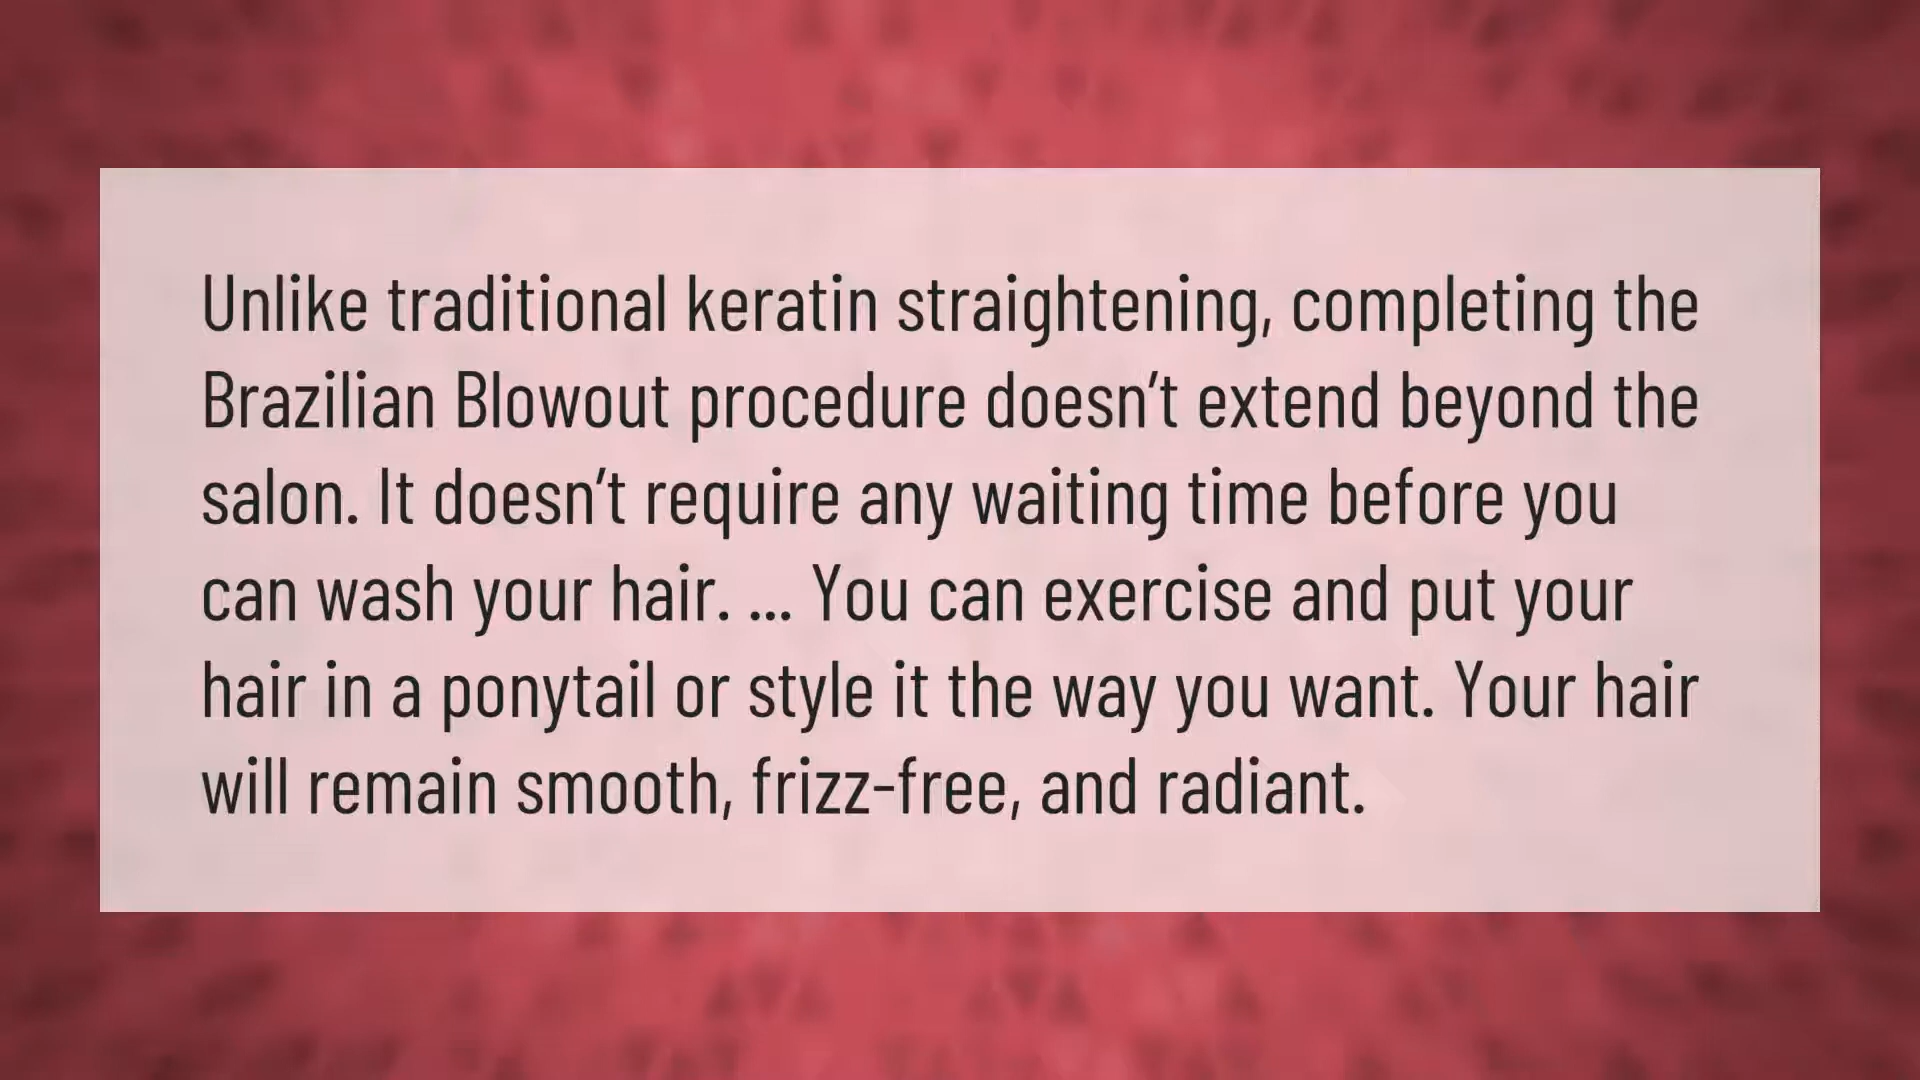 Unlike traditional keratin straightening, completing the
Brazilian Blowout procedure doesn't extend beyond the
salon. It doesn't require any waiting time before you
can wash your hair. ... You can exercise and put your
hair in a ponytail or style it the way you want. Your hair
will remain smooth, frizz-free, and radiant.